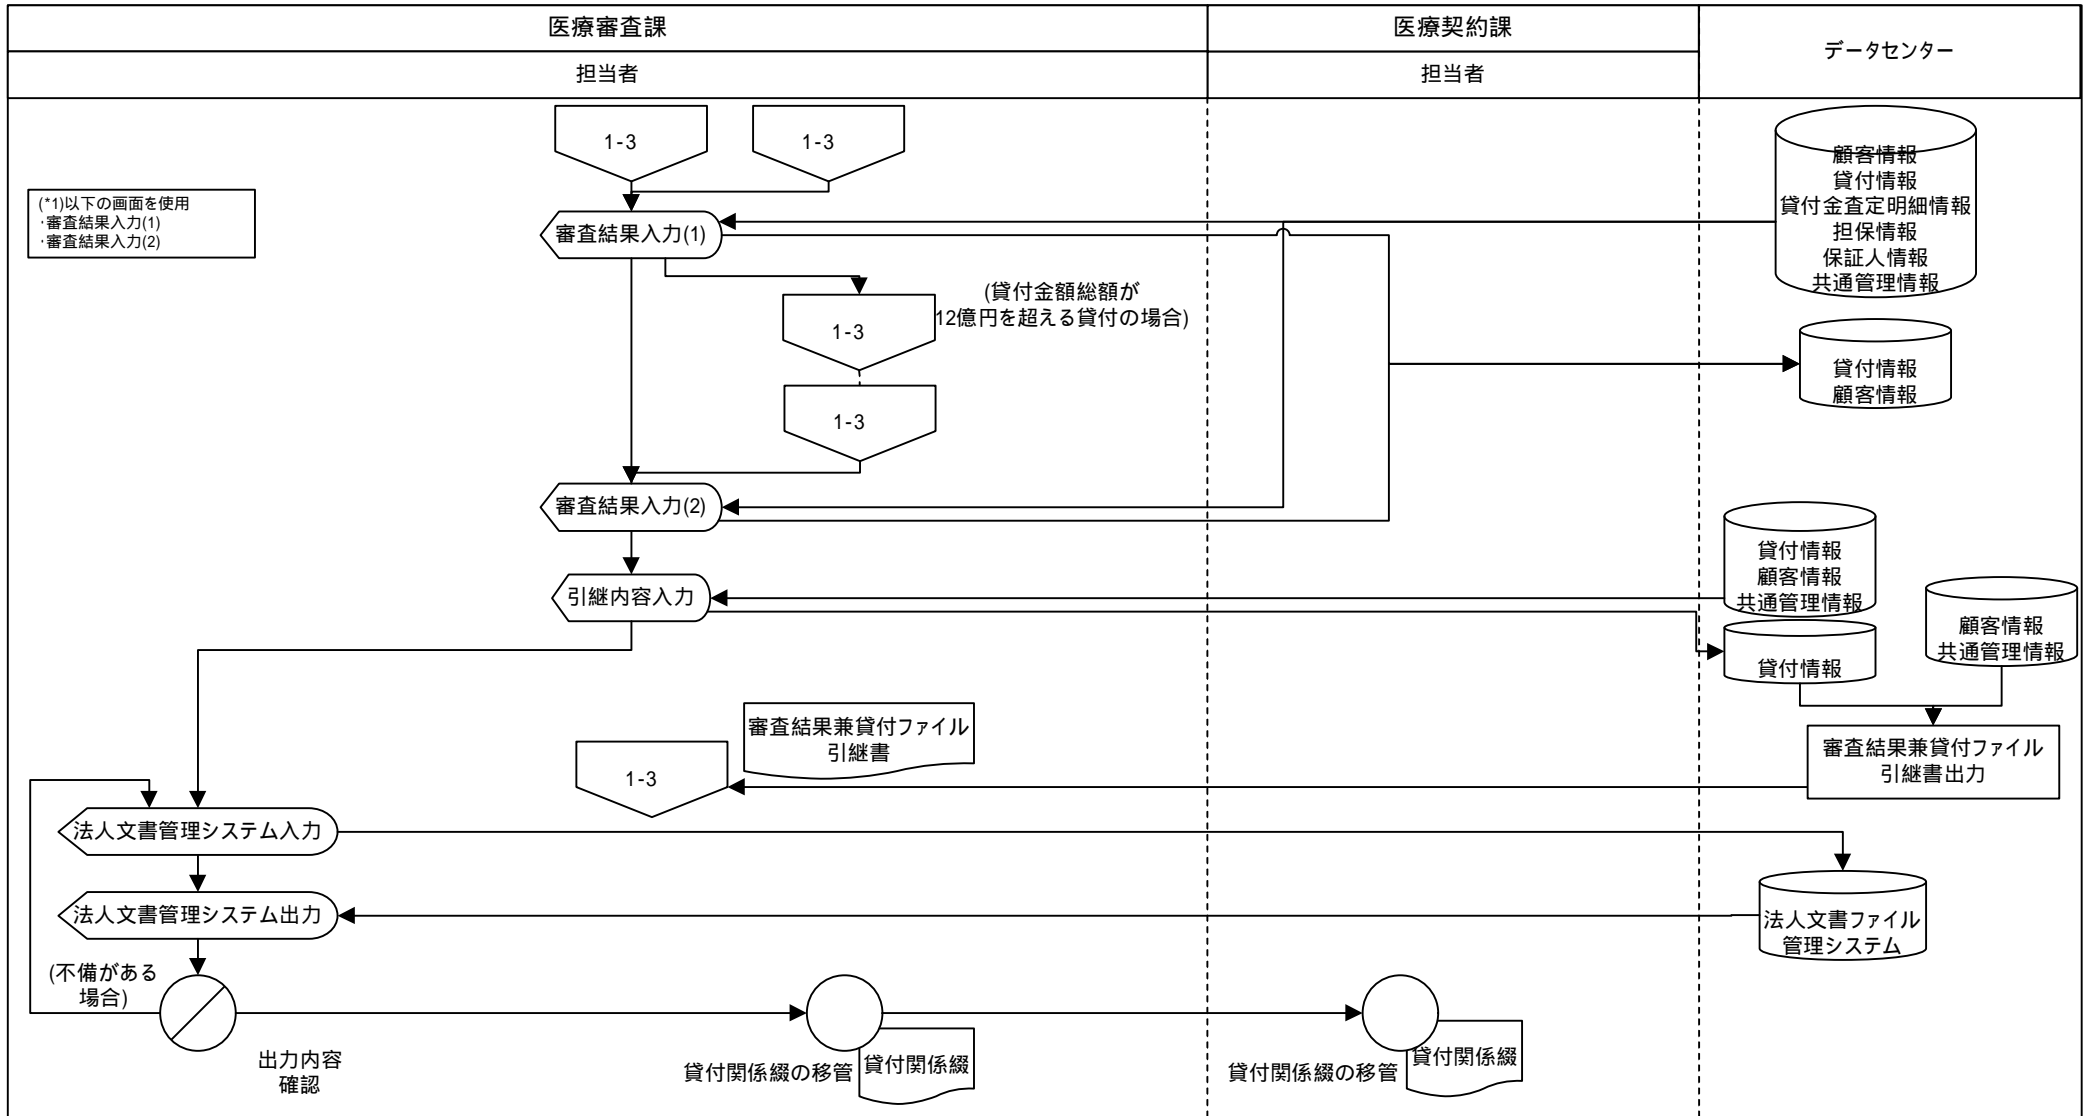 医療審査課
医療契約課
データセンター
担当者
担当者
1-3
1-3
(*1)以下の画面を使用
・審査結果入力(1)
・審査結果入力(2)
顧客情報
貸付情報
貸付金査定明細情報
担保情報
保証人情報
共通管理情報
審査結果入力(1)
(貸付金額総額が
12億円を超える貸付の場合)
1-3
貸付情報
顧客情報
1-3
審査結果入力(2)
貸付情報
顧客情報
共通管理情報
引継内容入力
顧客情報
共通管理情報
貸付情報
審査結果兼貸付ファイル
引継書
1-3
審査結果兼貸付ファイル
引継書出力
法人文書管理システム入力
法人文書管理システム出力
法人文書ファイル
管理システム
(不備がある
場合)
出力内容
確認
貸付関係綴の移管
貸付関係綴
貸付関係綴の移管
貸付関係綴